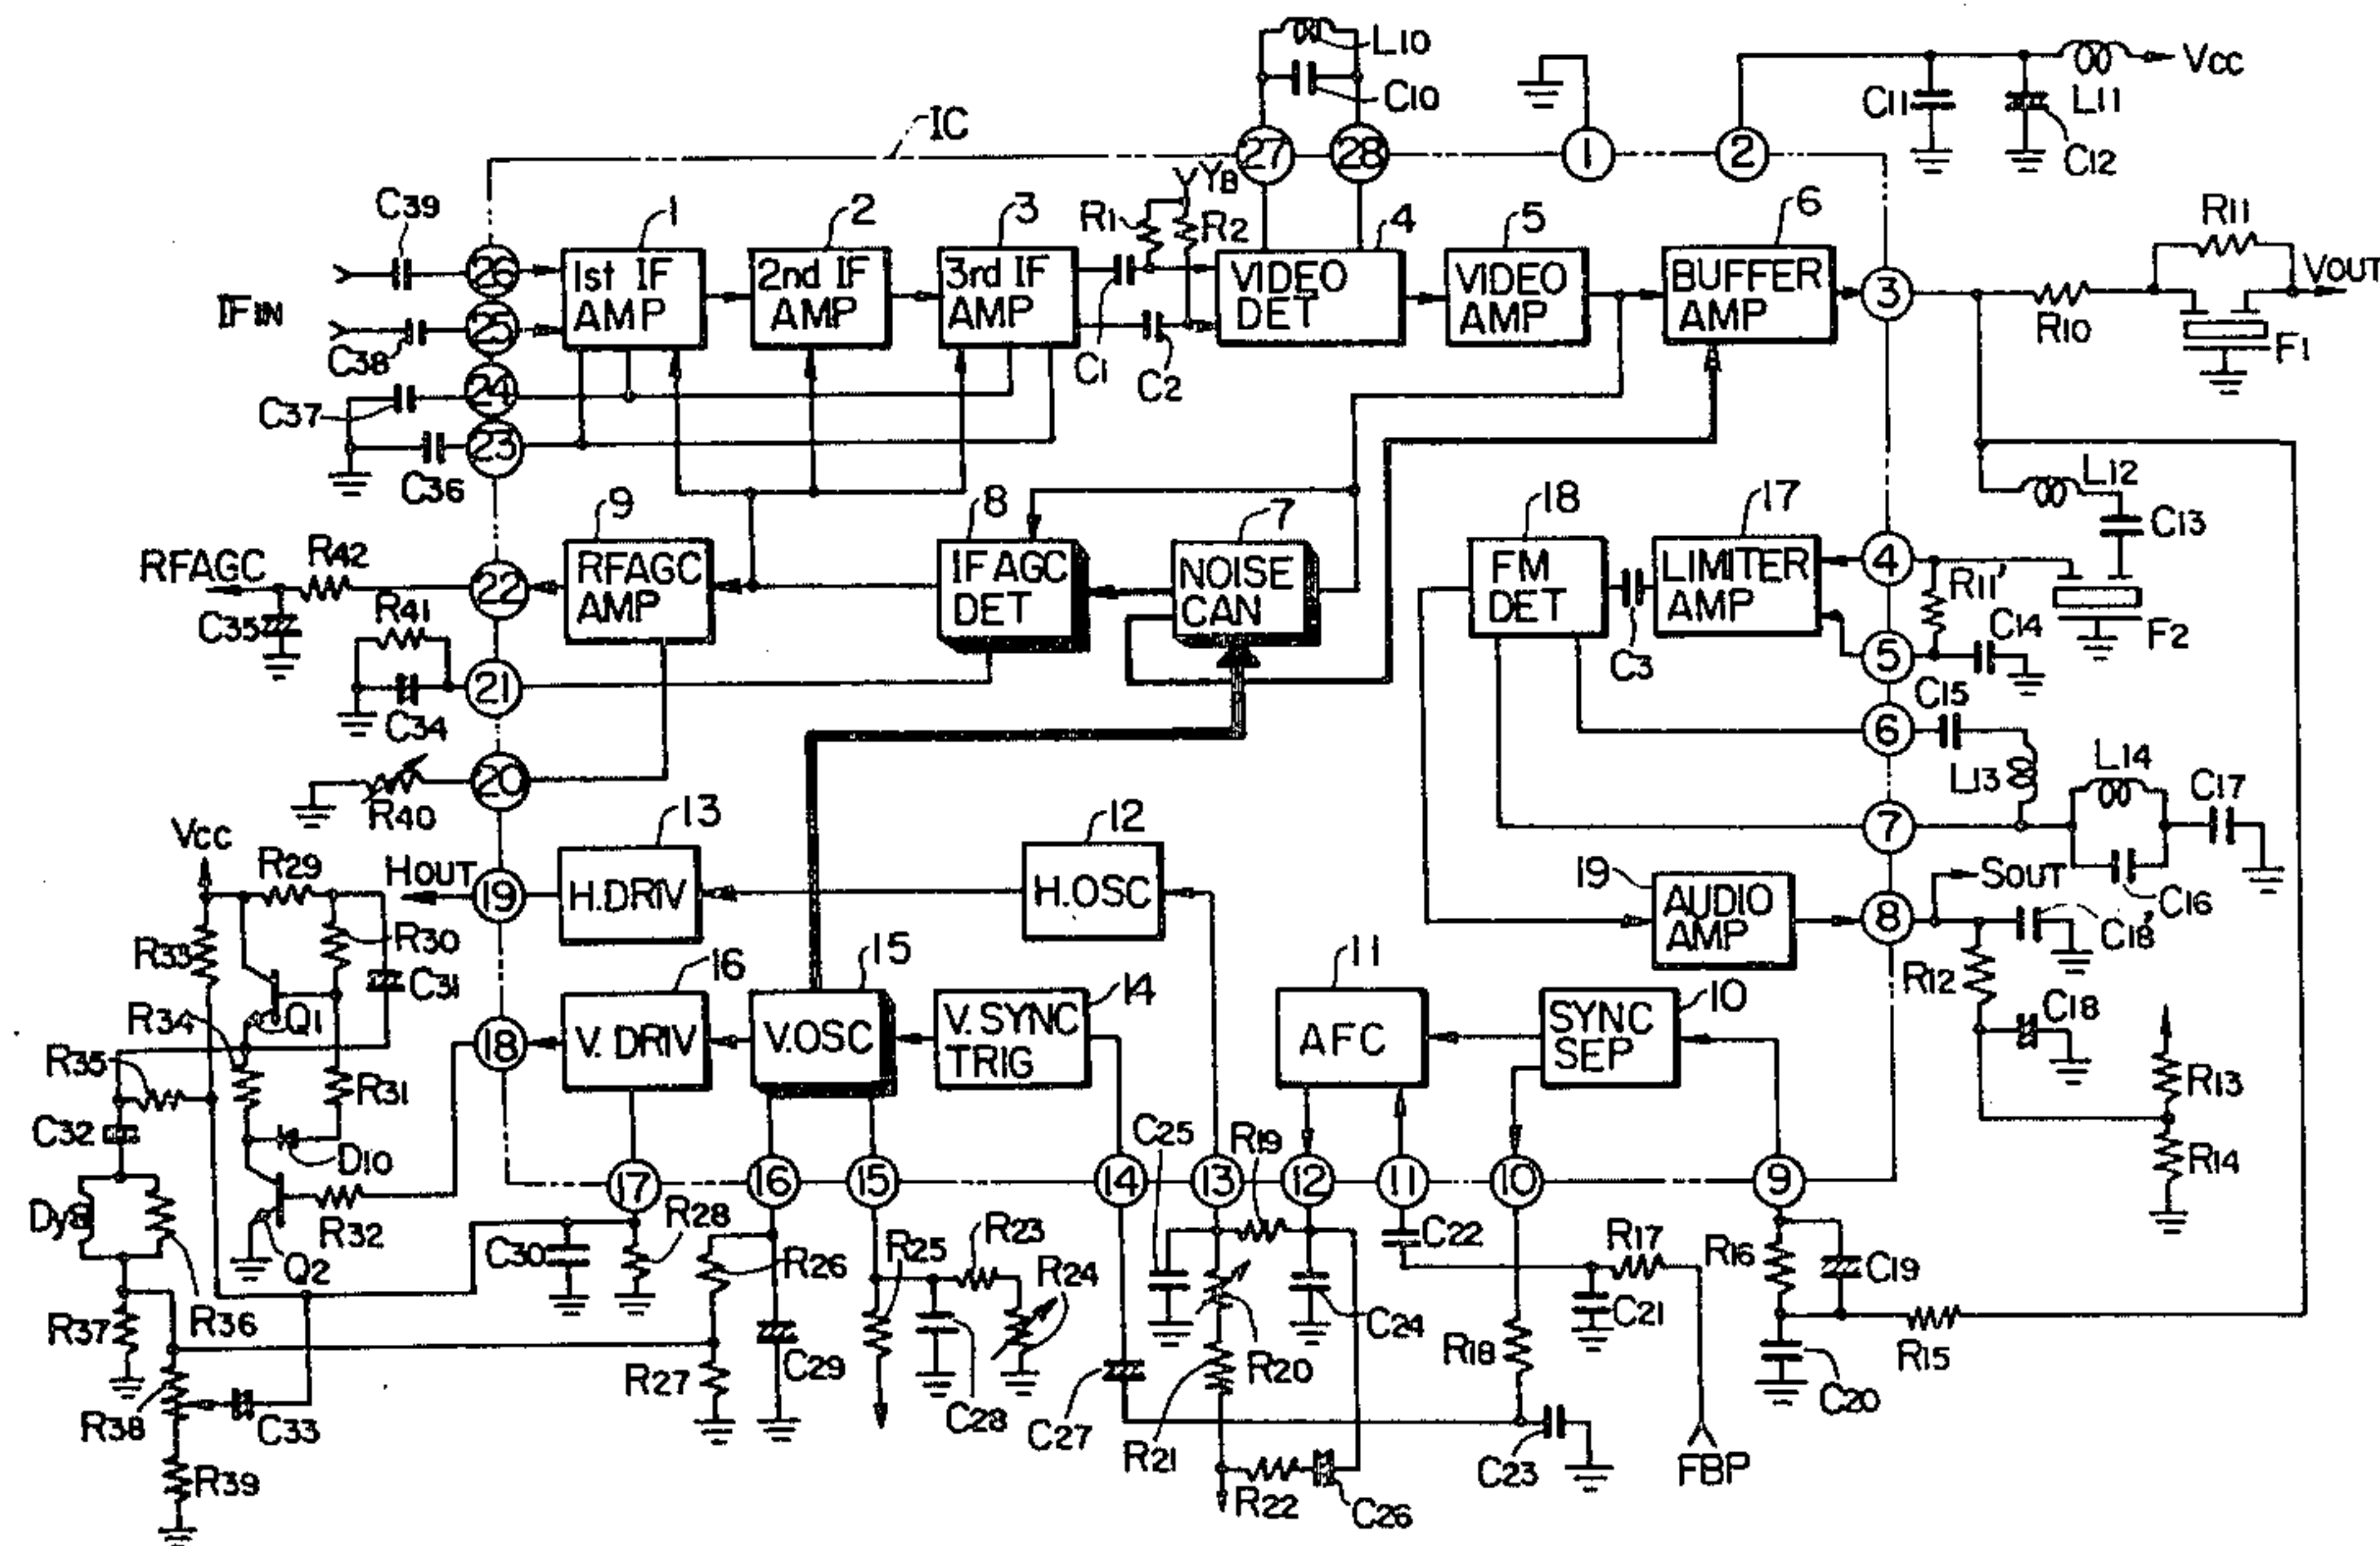 L10
C10
VCC
C11
L11
C12
IC
27
28
1
2
C39
1
2
3
YB
R1
R2
4
5
6
R11
VOUT
26
1st IF AMP
2nd IF AMP
3rd IF AMP
VIDEO DET
VIDEO AMP
BUFFER AMP
3
IFIN
25
C1
R10
F1
C38
C2
24
C37
23
C36
L12
9
8
7
18
17
C13
RFAGC
R42
22
RFAGC AMP
IF AGC DET
NOISE CAN
FM DET
LIMITER AMP
4
R11'
R41
C35
C3
C14
F2
5
21
C15
C34
6
L14
20
L13
C17
R40
13
12
7
VCC
R29
HOUT
SOUT
19
H.DRIV
H.OSC
19
AUDIO AMP
8
C16
R33
R30
C18'
16
15
14
11
10
R12
C31
C18
R34
Q1
18
V. DRIV
V.OSC
V. SYNC TRIG
AFC
SYNC SEP
R35
R31
R13
C32
C25
R19
D10
R14
17
16
15
14
13
12
11
10
9
Dy
R32
R28
R23
C22
R17
C30
R25
R16
Q2
R26
R24
C19
R36
C21
R37
C24
R27
C29
R20
R18
R15
R38
C28
C20
C33
C27
R21
C23
FBP
R39
R22
C26